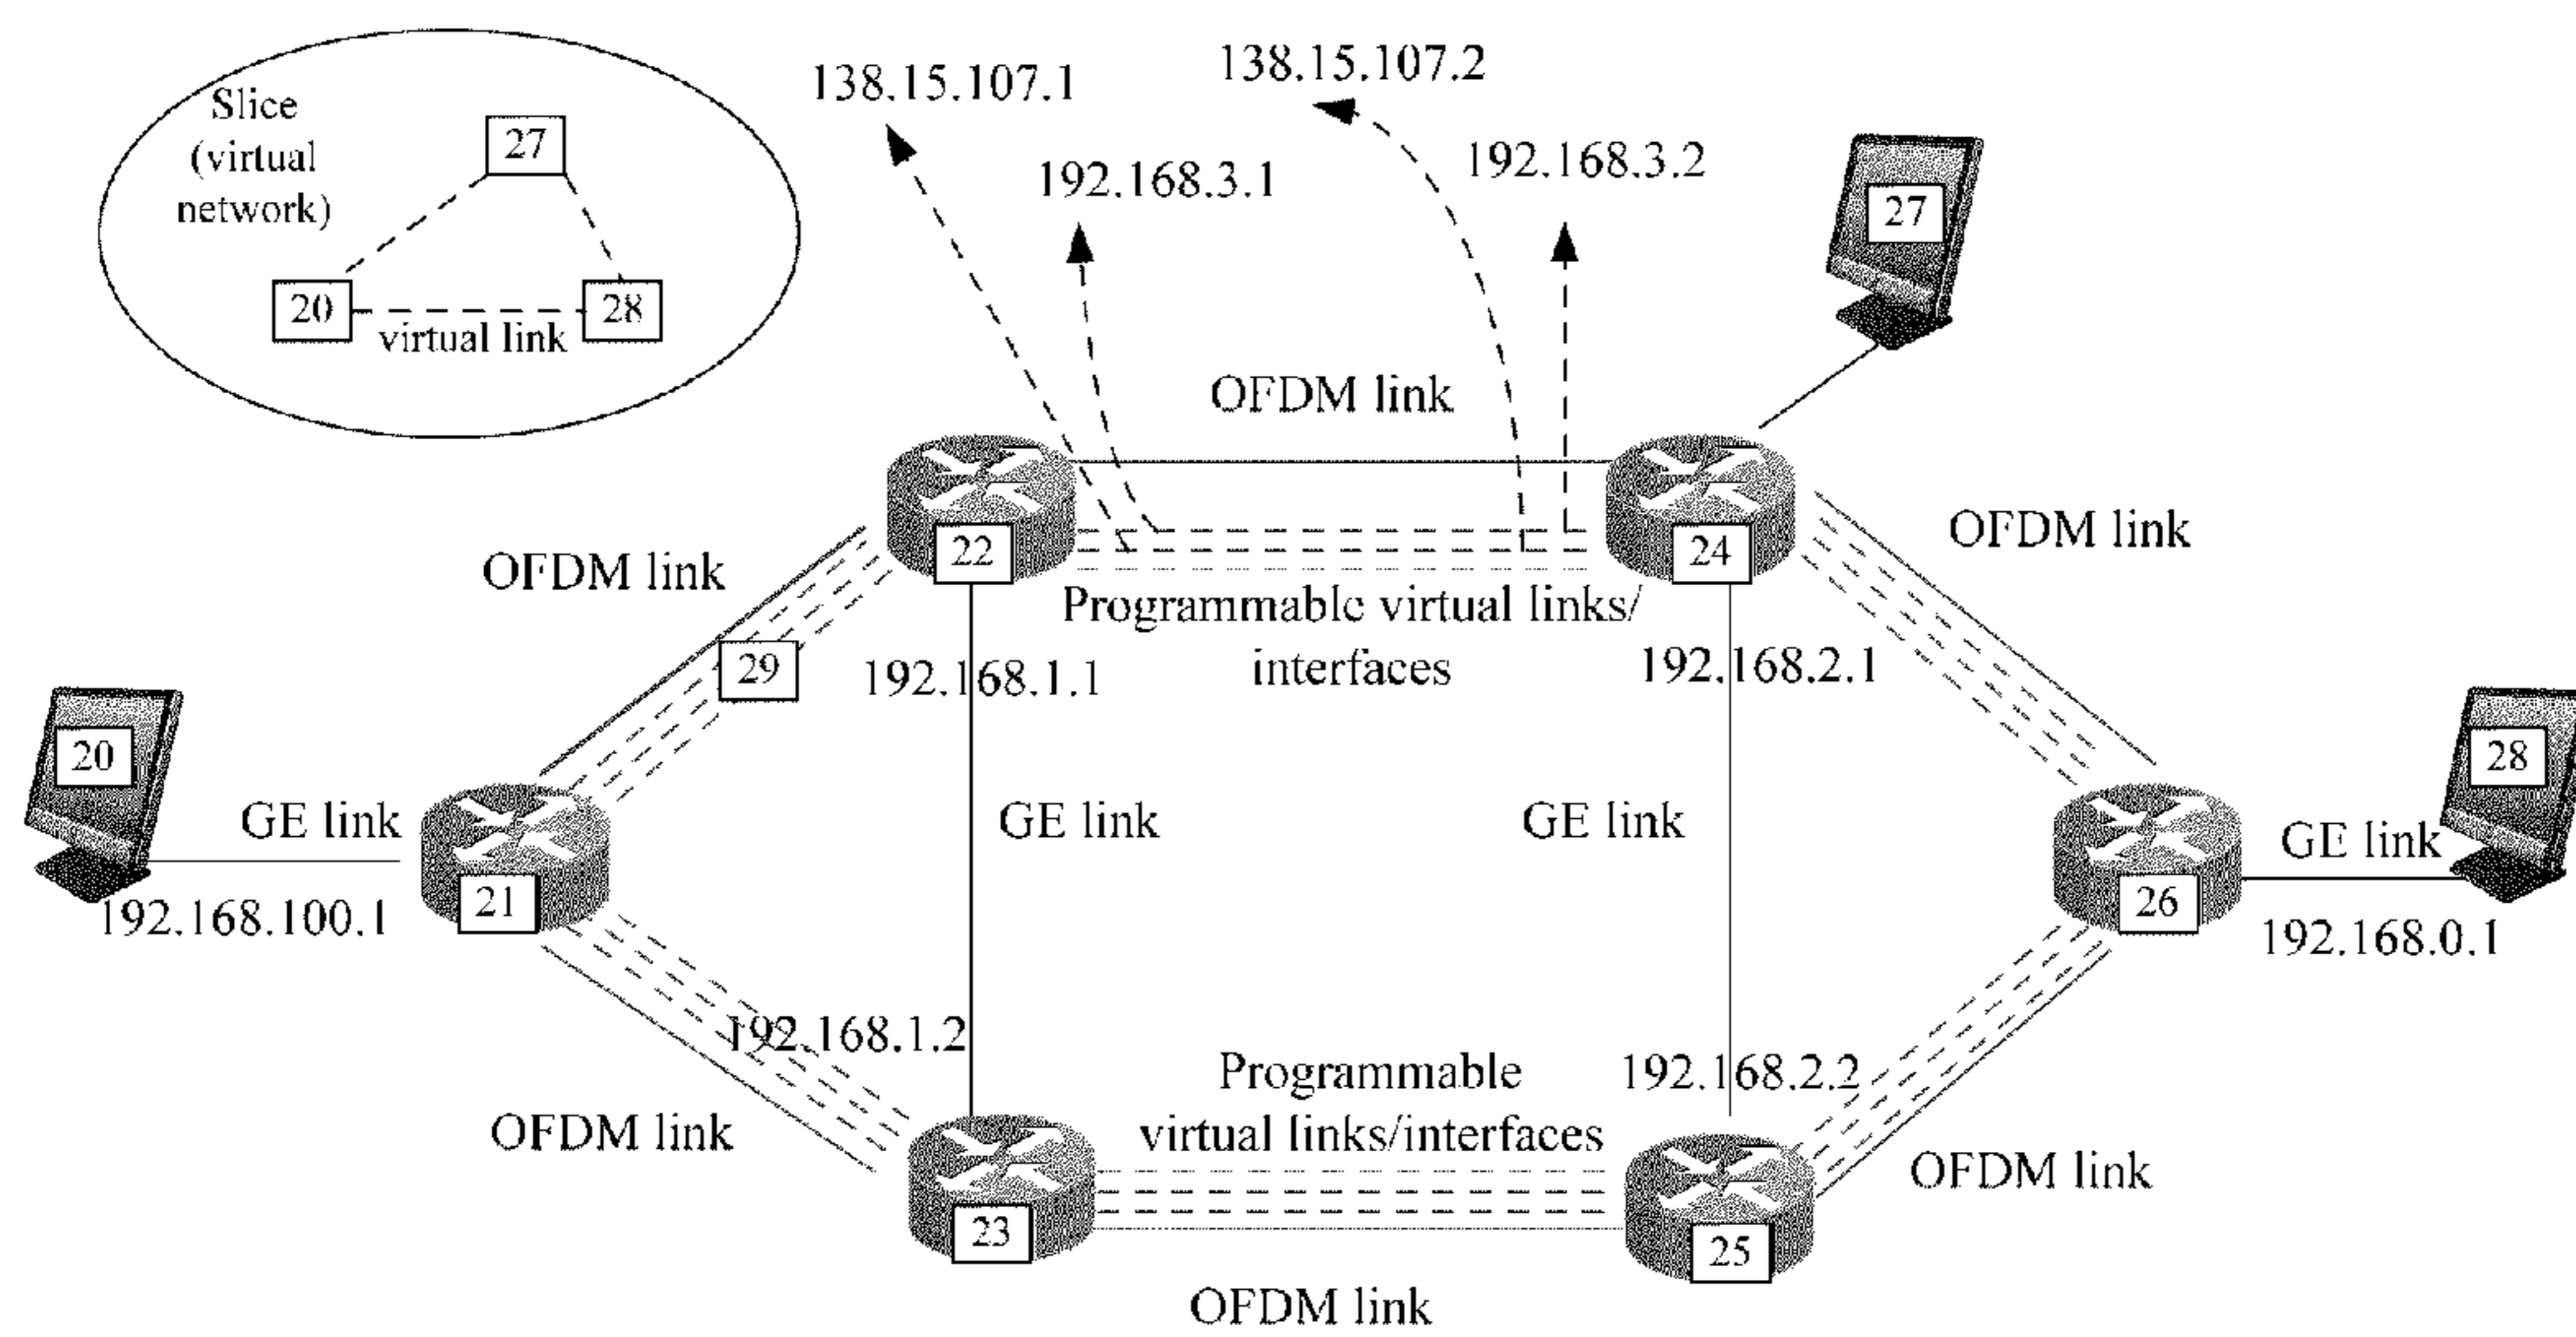 138.15.107.1
138.15.107.2
Slice
(virtual
network)
27
20
28
virtual link
192.168.3.1
192.168.3.2
27
OFDM link
22
24
OFDM link
OFDM link
Programmable virtual links/
interfaces
29
192.168.1.1
192.168.2.1
20
28
GE link
GE link
GE link
GE link
21
26
192.168.100.1
192.168.0.1
192.168.1.2
Programmable
virtual links/interfaces
192.168.2.2
OFDM link
OFDM link
23
25
OFDM link